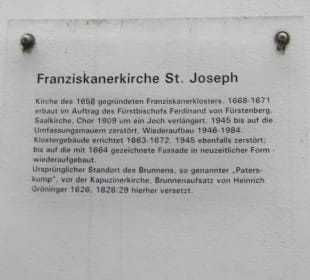 Franziskanerkirche St. Joseph
Kirche des 1658 gegründeten Franziskanerklosters. 1668-1671
erbaut im Auftrag des Fürstbischofs Ferdinand von Fürstenberg.
Saalkirche, Chor 1909 um ein Joch verlängert, 1945 bis auf die
Umfassungsmauern zerstört. Wiederaufbau 1946-1984.
Klostergebäude errichtet 1663-1672, 1945 ebenfalls zerstört;
bis auf die mit 1664 gezeichnete Fassade in neuzeitlicher Form
wiederaufgebaut.
Ursprünglicher Standort des Brunnens, so genannter „Paters-
kump", vor der Kapuzinerkirche, Brunnenaufsatz von Heinrich
Gröninger 1626, 1828/29 hierher versetzt.